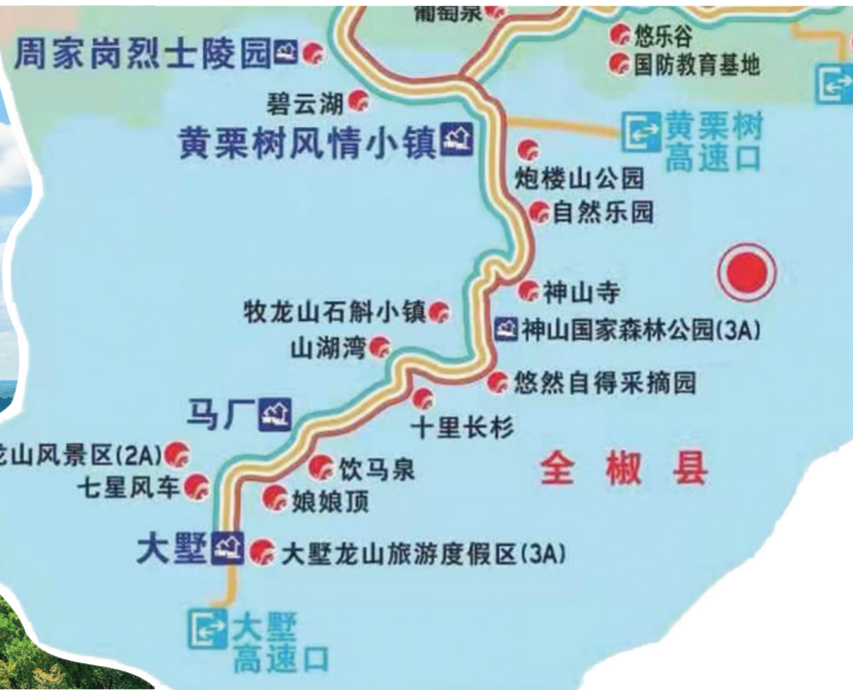 葡萄泉
悠乐谷
周家岗烈士陵园
国防教育基地
碧云湖
黄栗树风情小镇
黄栗树
高速口
炮楼山公园
自然乐园
神山寺
牧龙山石斛小镇
神山国家森林公园(3A)
山湖湾
悠然自得采摘园
马厂
十里长杉
龙山风景区(2A)
饮马泉
全椒县
七星风车
娘娘顶
大墅
大墅龙山旅游度假区(3A)
大墅
高速口